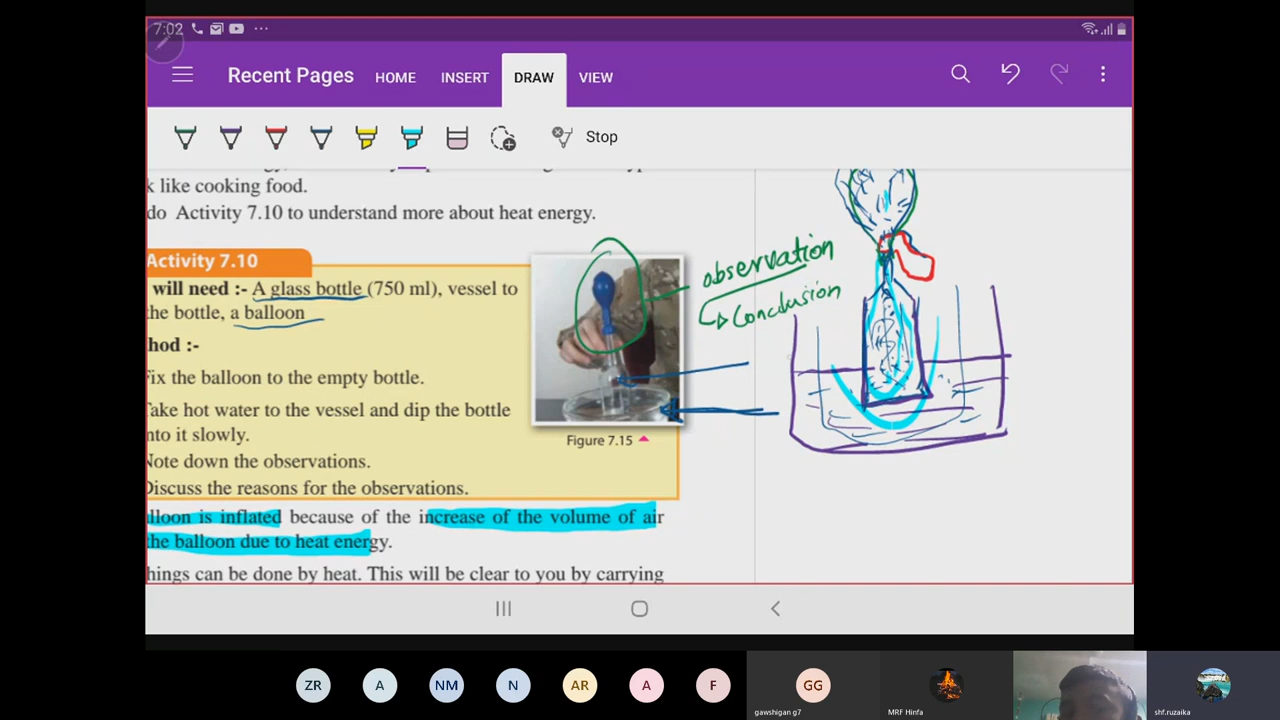 7:02
Recent Pages HOME INSERT DRAW VIEW
Stop
k like cooking food.
do Activity 7.10 to understand more about heat energy.
Activity 7.10
will need :- A glass bottle (750 ml), vessel to
the bottle, a balloon
hod :-
Fix the balloon to the empty bottle.
Take hot water to the vessel and dip the bottle
nto it slowly.
Note down the observations.
Discuss the reasons for the observations.
Figure 7.15
observation
Conclusion
lloon is inflated because of the increase of the volume of air
the balloon due to heat energy.
hings can be done by heat. This will be clear to you by carrying
ZR A NM N AR A F GG
gawshigan g7 MRF Hinfa shf.ruzaika